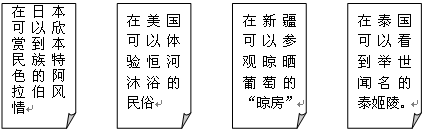 在日本
可以欣
赏到本
民族特
色的阿
拉伯风
情
在美国
可以体
验恒河
沐浴的
民俗
在新疆
可以参
观晾晒
葡萄的
“晾房”
在泰国
可以看
到举世
闻名的
泰姬陵。